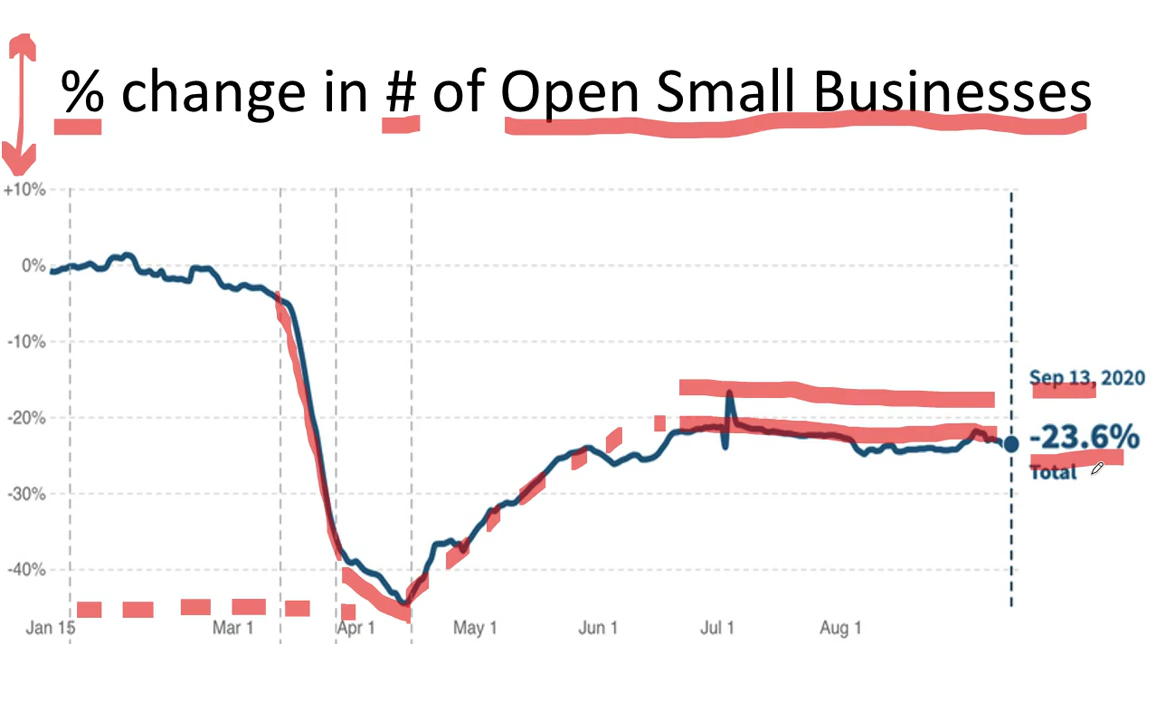 % change in # of Open Small Businesses
+10%
0%
-10%
-20%
-30%
-40%
Sep 13, 2020
-23.6%
Total
Jan 15 Mar 1 Apr 1 May 1 Jun 1 Jul 1 Aug 1